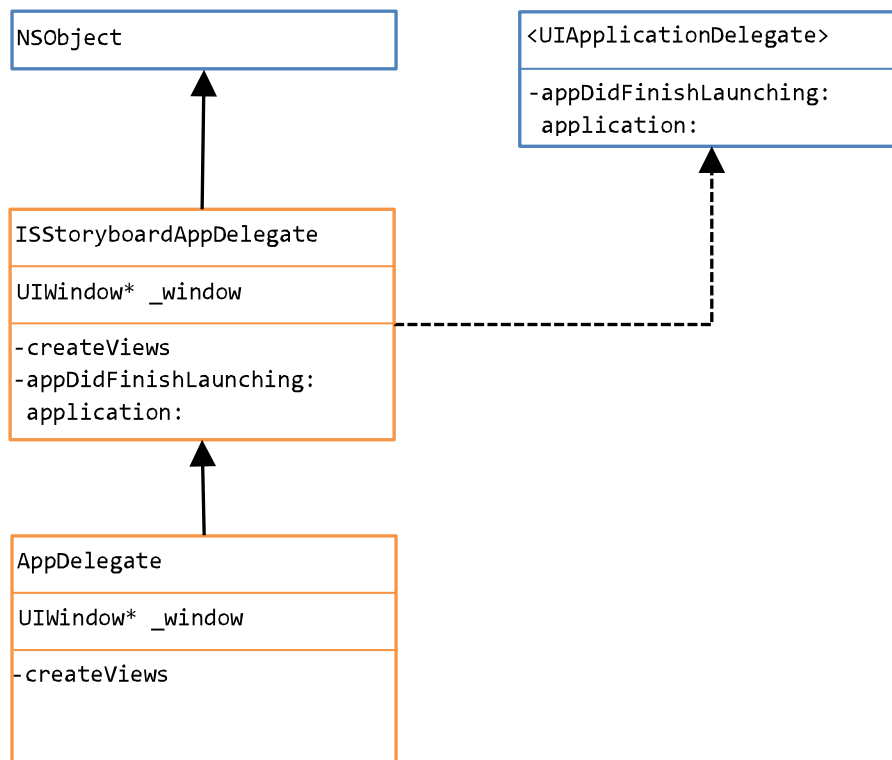 NSObject
<UIApplicationDelegate>
-appDidFinishLaunching:
application:
ISStoryboardAppDelegate
UIWindow* _window
-createViews
-appDidFinishLaunching:
application:
AppDelegate
UIWindow* _window
-createViews